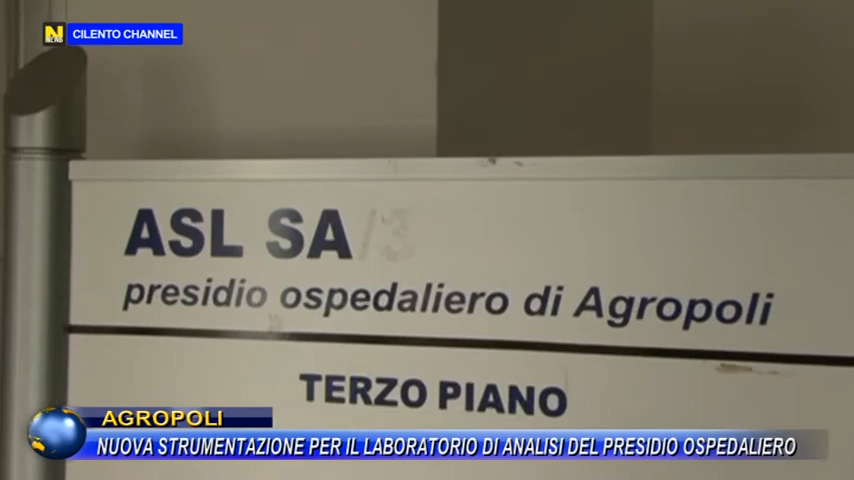 CILENTO CHANNEL
ASL SA/3
presidio ospedaliero di Agropoli
TERZO PIANO
AGROPOLI
NUOVA STRUMENTAZIONE PER IL LABORATORIO DI ANALISI DEL PRESIDIO OSPEDALIERO